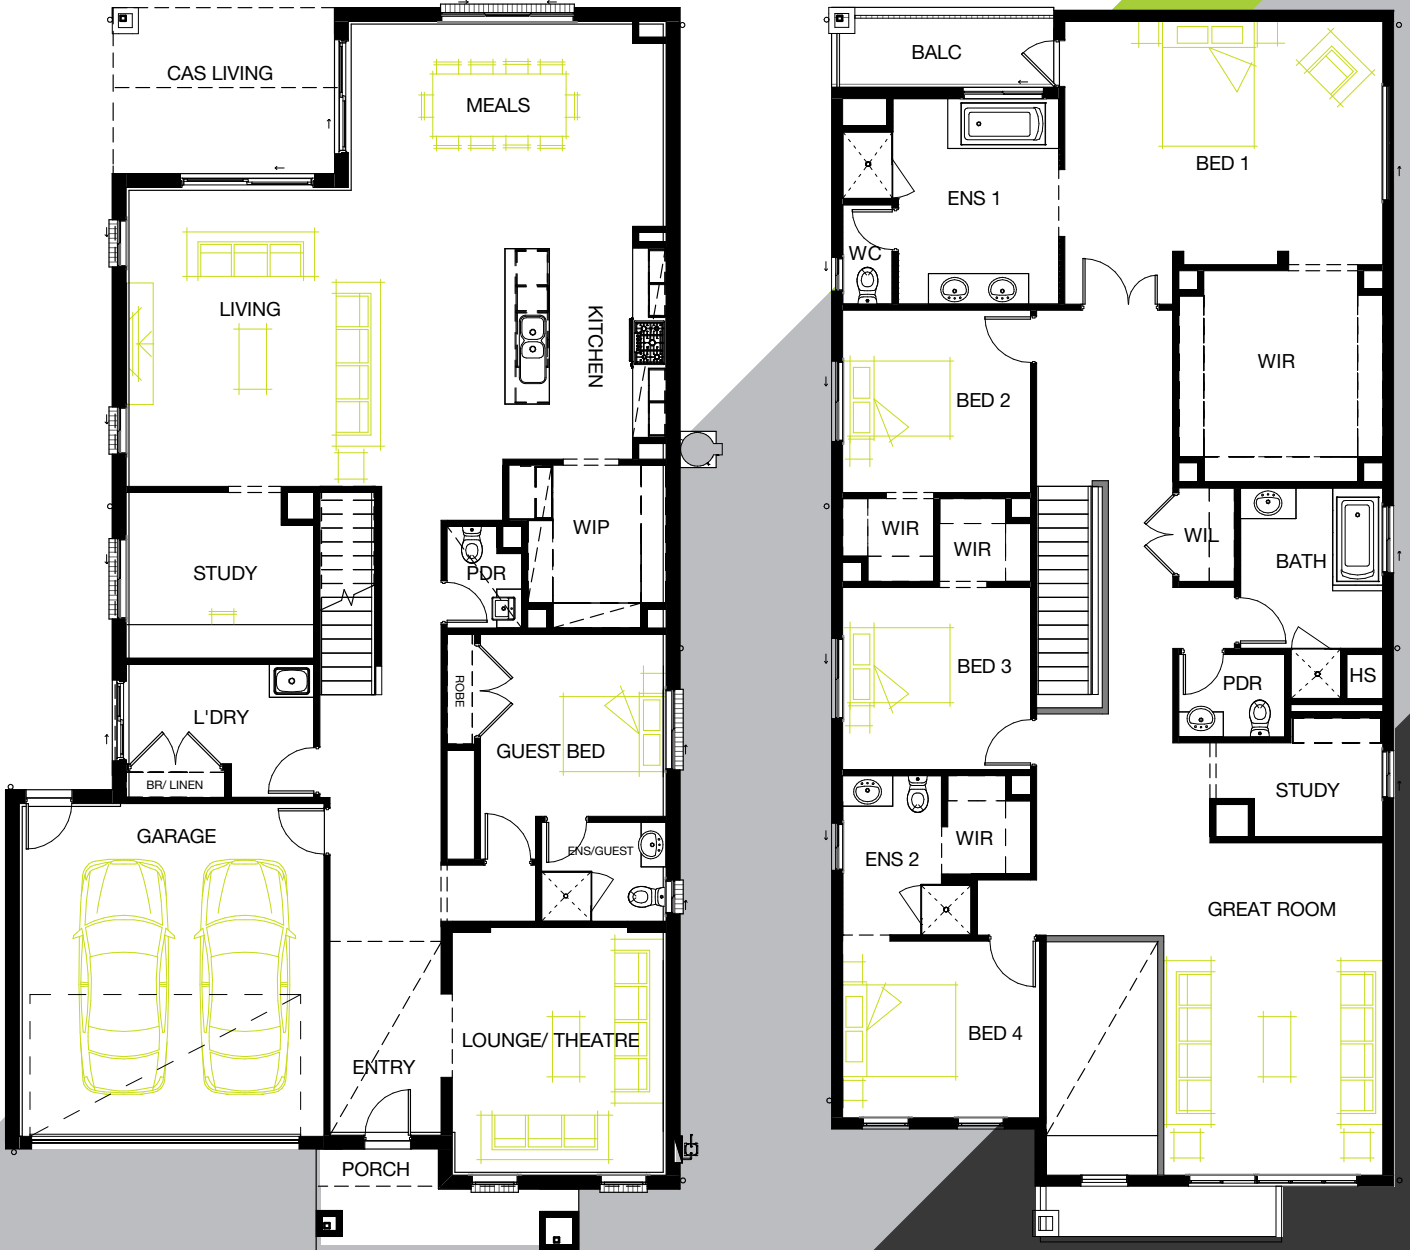 CAS LIVING
MEALS
LIVING
KITCHEN
WIP
STUDY
PDR
ROBE
L'DRY
GUEST BED
BR/ LINEN
GARAGE
ENS/GUEST
LOUNGE/ THEATRE
ENTRY
PORCH
BALC
BED 1
ENS 1
WC
WIR
BED 2
WIR
WIR
WIL
BATH
BED 3
PDR
HS
STUDY
WIR
ENS 2
GREAT ROOM
BED 4